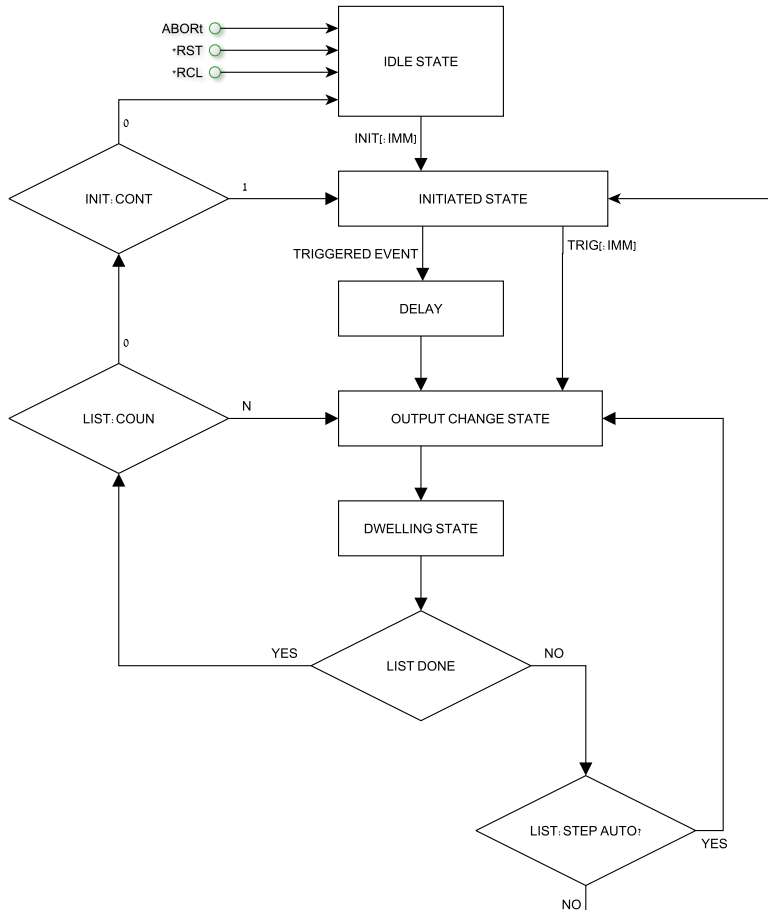 ABORt
*RST
*RCL
IDLE STATE
0
INIT[:IMM]
INIT:CONT
1
INITIATED STATE
TRIGGERED EVENT
TRIG[:IMM]
DELAY
0
LIST:COUN
N
OUTPUT CHANGE STATE
DWELLING STATE
YES
LIST DONE
NO
LIST:STEP AUTO?
YES
NO